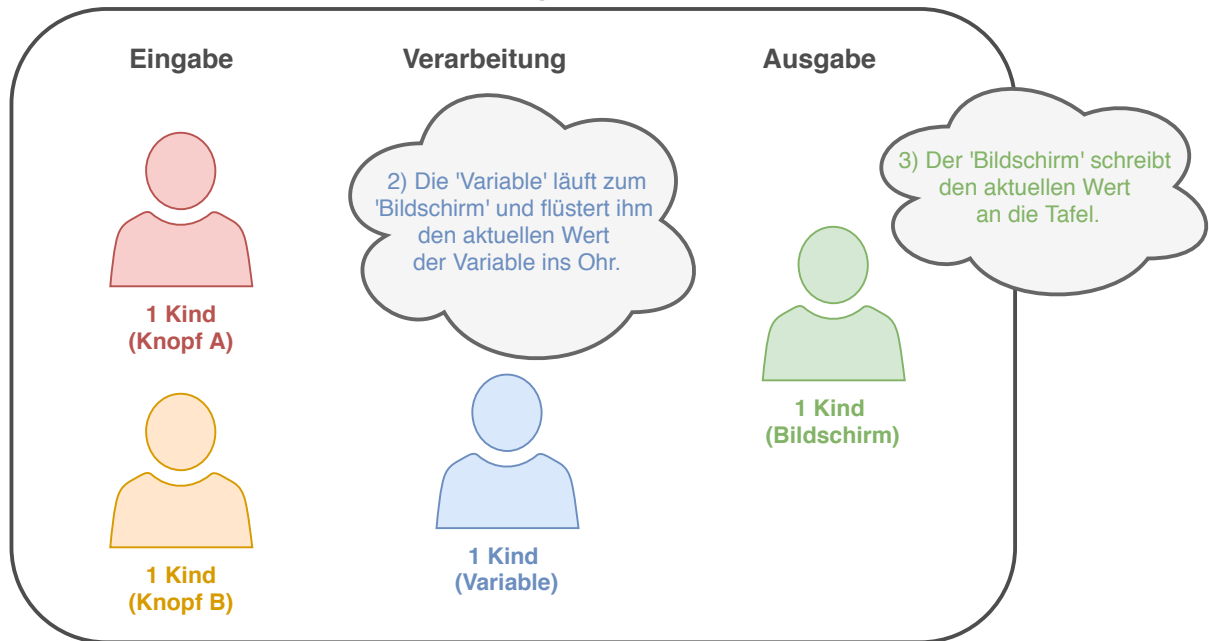 Eingabe
Verarbeitung
Ausgabe
2) Die 'Variable' läuft zum
'Bildschirm' und flüstert ihm
den aktuellen Wert
der Variable ins Ohr.
3) Der 'Bildschirm' schreibt
den aktuellen Wert
an die Tafel.
1 Kind
(Knopf A)
1 Kind
(Bildschirm)
1 Kind
(Knopf B)
1 Kind
(Variable)